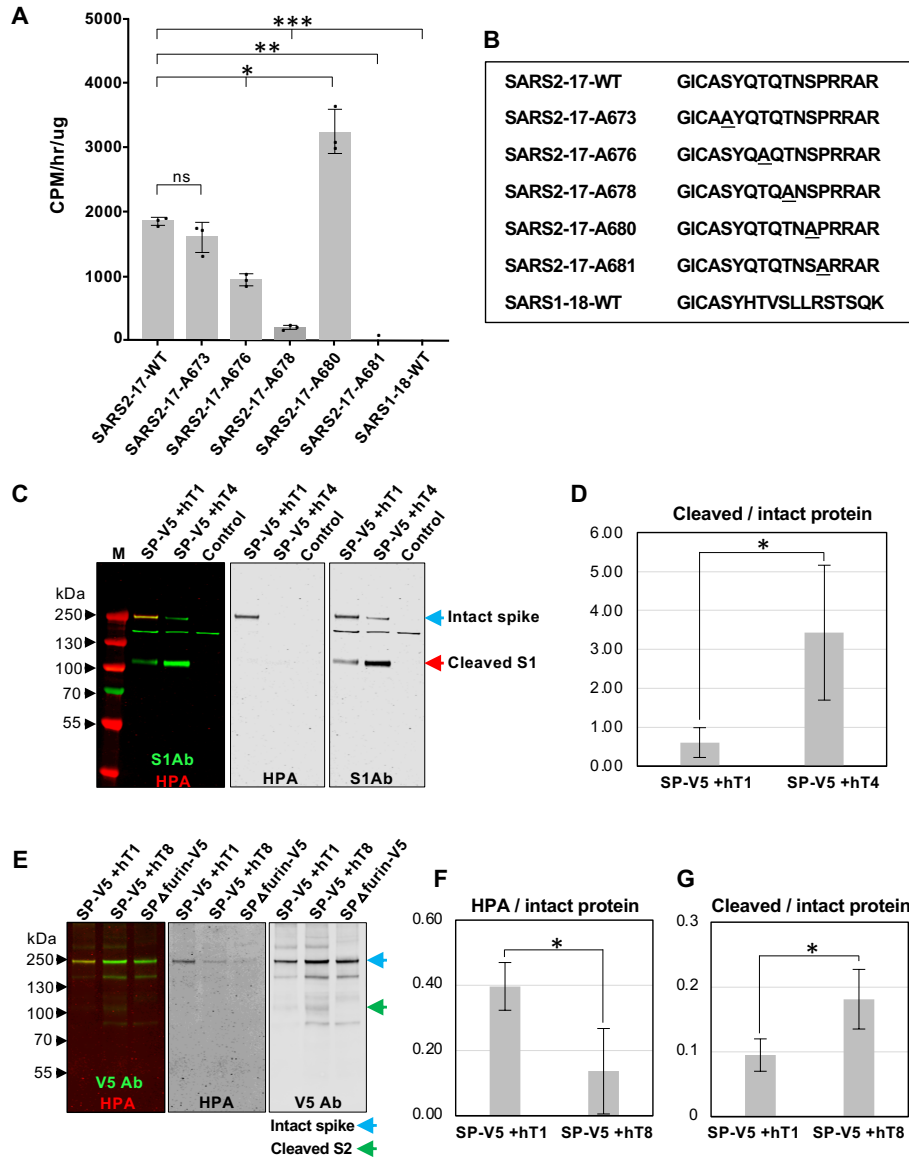 A
5000
4000
3000
2000
1000
0
CPM/hr/ug
***
**
*
ns
SARS2-17-WT
SARS2-17-A673
SARS2-17-A676
SARS2-17-A678
SARS2-17-A680
SARS2-17-A681
SARS1-18-WT
B
SARS2-17-WT GICASYQTQTNSPRRAR
SARS2-17-A673 GICAAYQTQTNSPRRAR
SARS2-17-A676 GICASYQAQTNSPRRAR
SARS2-17-A678 GICASYQTQANSPRRAR
SARS2-17-A680 GICASYQTQTNAPRRAR
SARS2-17-A681 GICASYQTQTNSARRAR
SARS1-18-WT GICASYHTVSLLRSTSQK
C
M
SP-V5 +hT1
SP-V5 +hT4
Control
SP-V5 +hT1
SP-V5 +hT4
Control
SP-V5 +hT1
SP-V5 +hT4
Control
kDa
250
130
100
70
55
S1Ab
HPA
HPA
S1Ab
Intact spike
Cleaved S1
D
Cleaved / intact protein
6.00
5.00
4.00
3.00
2.00
1.00
0.00
*
SP-V5 +hT1 SP-V5 +hT4
E
SP-V5 +hT1
SP-V5 +hT8
SPΔfurin-V5
SP-V5 +hT1
SP-V5 +hT8
SPΔfurin-V5
SP-V5 +hT1
SP-V5 +hT8
SPΔfurin-V5
kDa
250
130
100
70
55
V5 Ab
HPA
HPA
V5 Ab
Intact spike
Cleaved S2
F
HPA / intact protein
0.60
0.40
0.20
0.00
*
SP-V5 +hT1 SP-V5 +hT8
G
Cleaved / intact protein
0.3
0.2
0.1
0
*
SP-V5 +hT1 SP-V5 +hT8